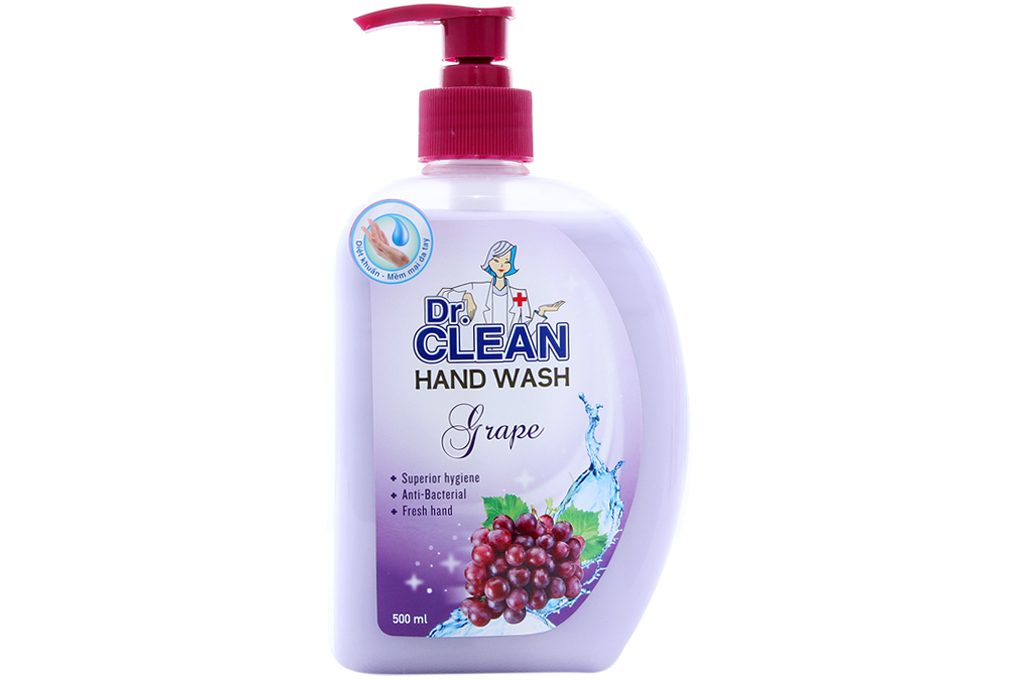 Diệt khuẩn - Mềm mại da tay
Dr.
CLEAN
HAND WASH
Grape
Superior hygiene
Anti-Bacterial
Fresh hand
500 ml